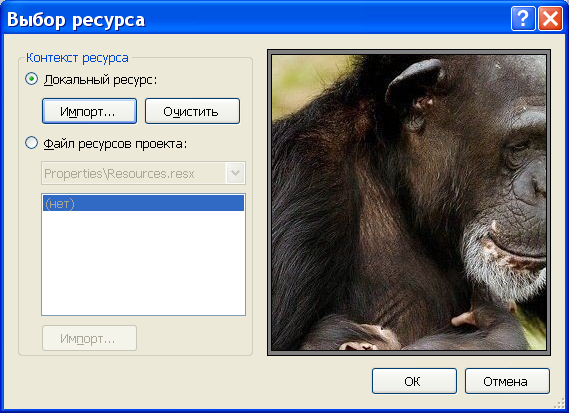 Выбор ресурса
Контекст ресурса
Локальный ресурс:
Импорт...
Очистить
Файл ресурсов проекта:
Properties\Resources.resx
(нет)
Импорт...
ОК
Отмена